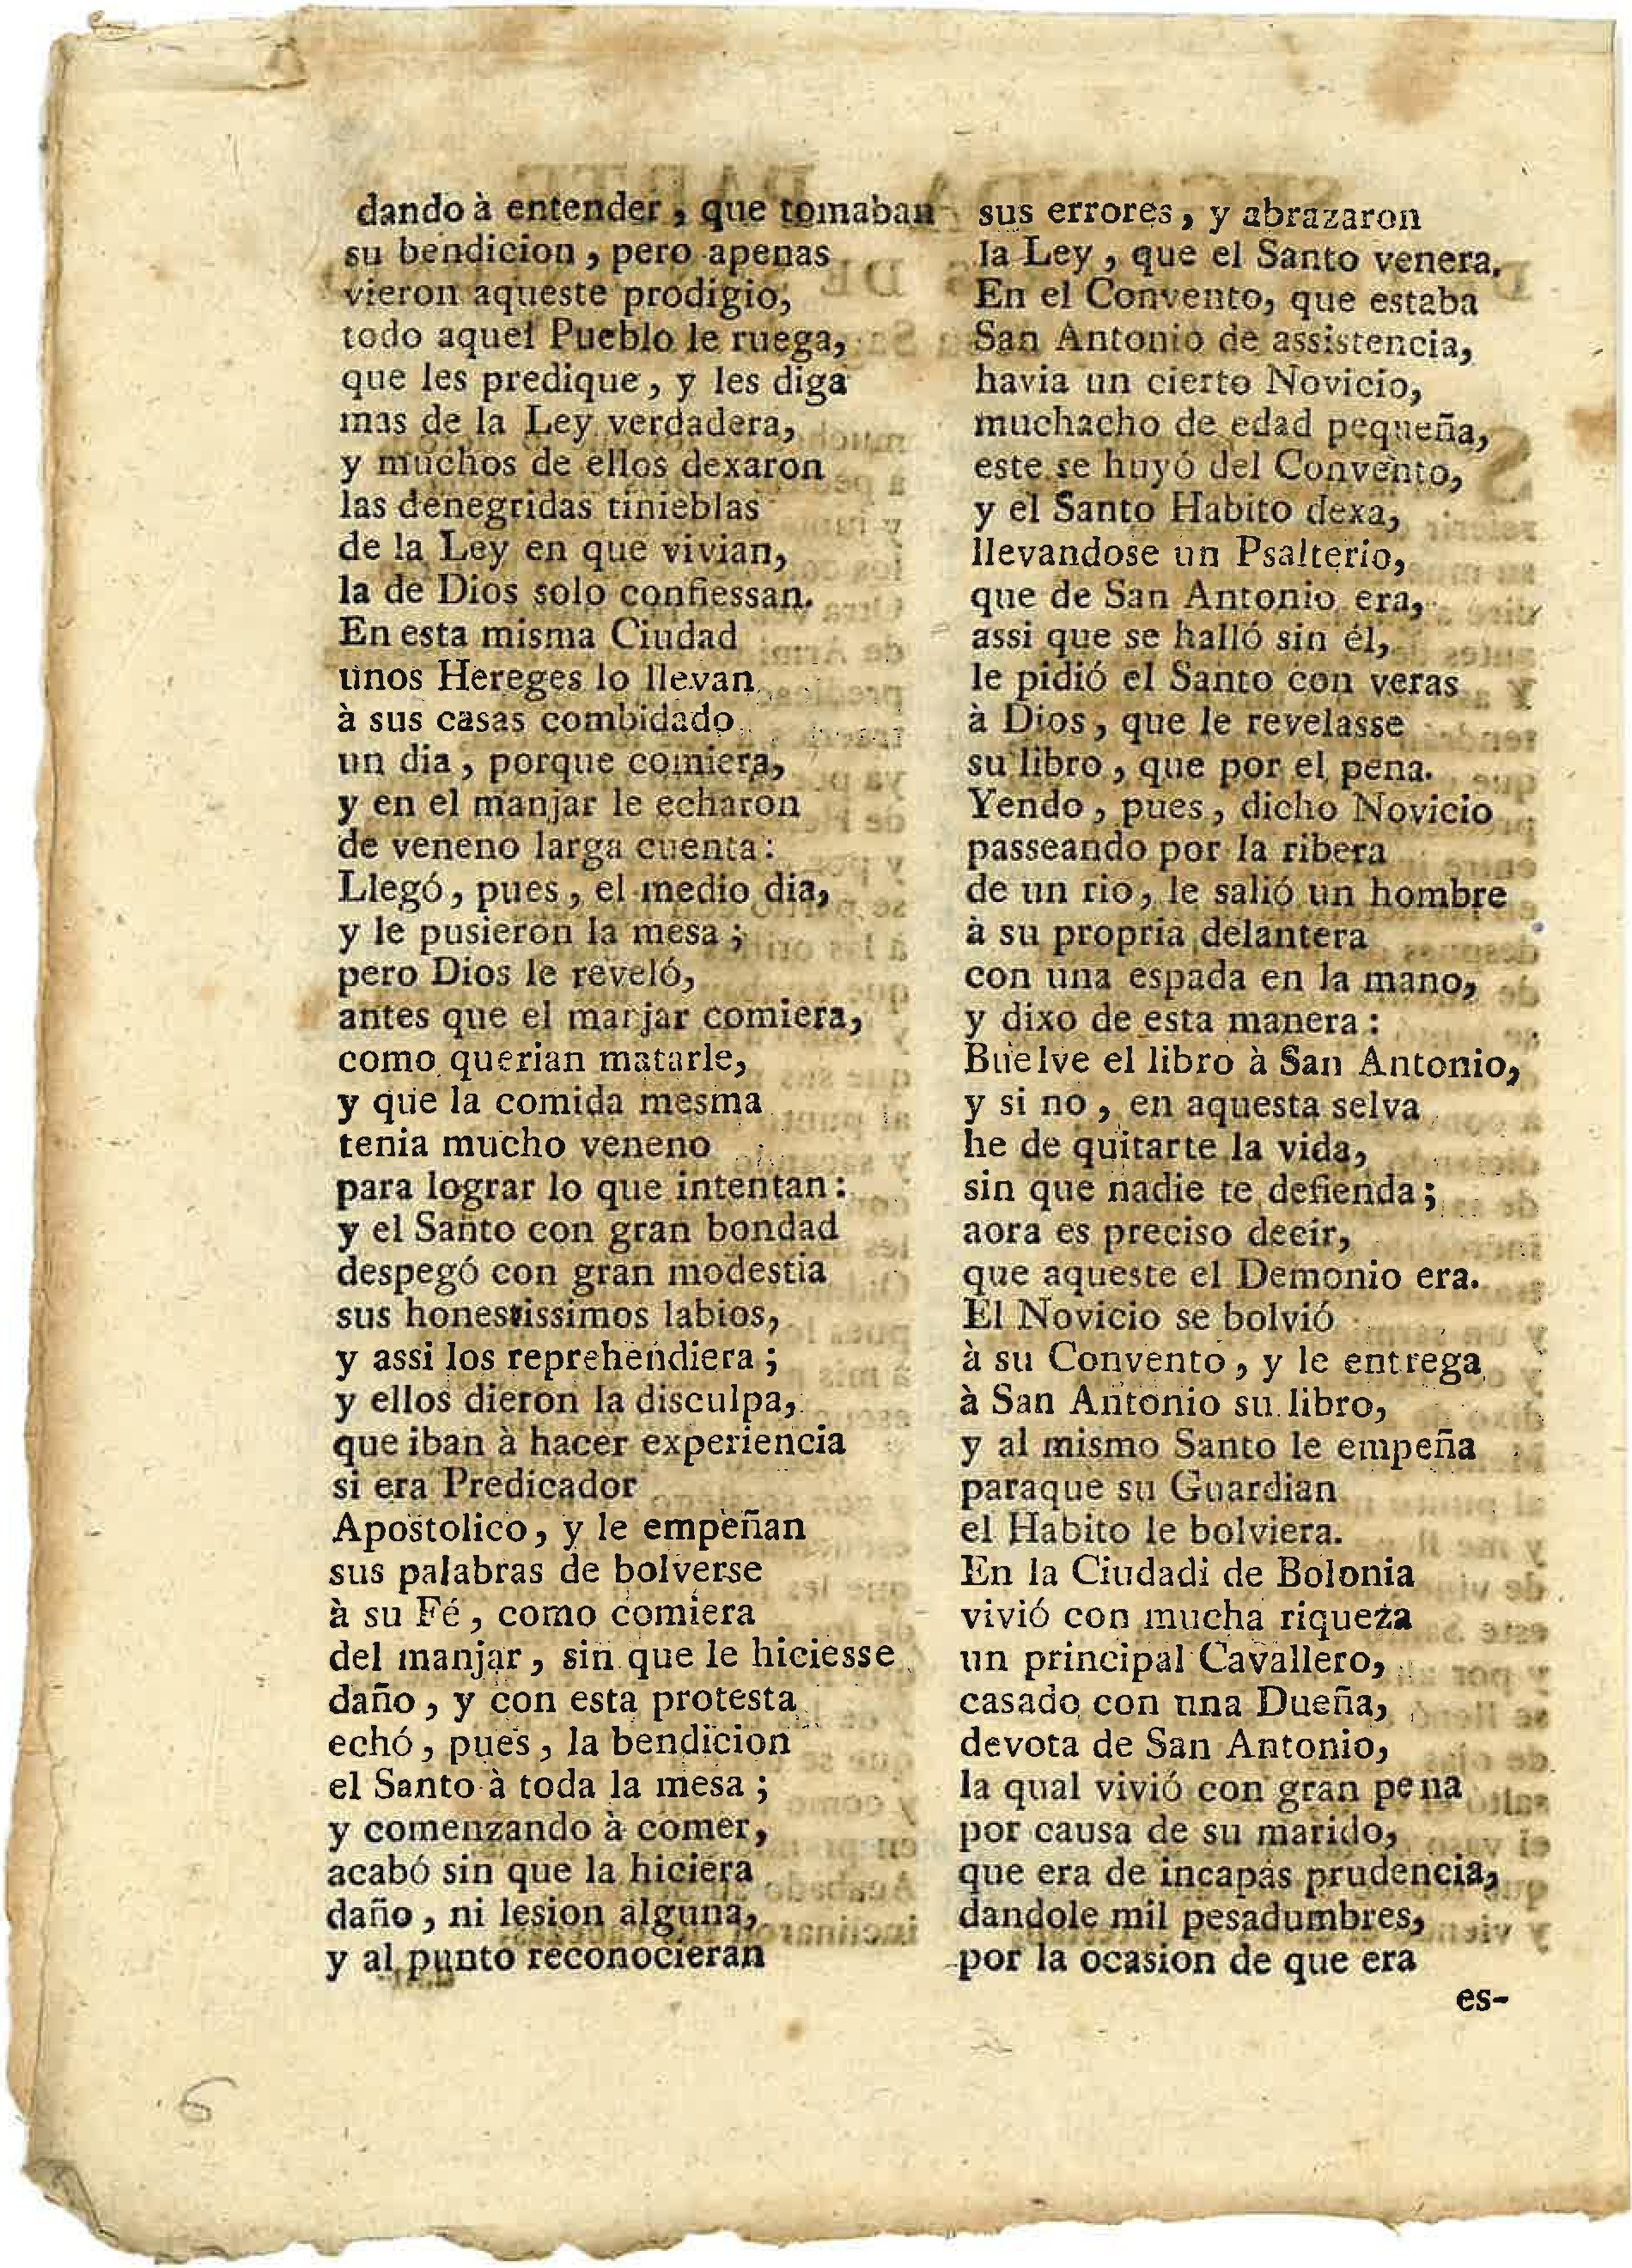 dando à entender, que tomaban
su bendicion, pero apenas
vieron aqueste prodigio,
todo aquel Pueblo le ruega,
que les predique, y les diga
mas de la Ley verdadera,
y muchos de ellos dexaron
las denegridas tinieblas
de la Ley en que vivian,
la de Dios solo confiessan.
En esta misma Ciudad
unos Hereges lo llevan
à sus casas combidado
un dia, porque comiera,
y en el manjar le echaron
de veneno larga cuenta:
Llegó, pues, el medio dia,
y le pusieron la mesa;
pero Dios le reveló,
antes que el manjar comiera,
como querian matarle,
y que la comida mesma
tenia mucho veneno
para lograr lo que intentan:
y el Santo con gran bondad
despegó con gran modestia
sus honestissimos labios,
y assi los reprehendiera;
y ellos dieron la disculpa,
que iban à hacer experiencia
si era Predicador
Apostolico, y le empeñan
sus palabras de bolverse
à su Fé, como comiera
del manjar, sin que le hiciesse
daño, y con esta protesta
echó, pues, la bendicion
el Santo à toda la mesa;
y comenzando à comer,
acabó sin que la hiciera
daño, ni lesion alguna,
y al punto reconocieran
sus errores, y abrazaron
la Ley, que el Santo venera.
En el Convento, que estaba
San Antonio de assistencia,
havia un cierto Novicio,
muchacho de edad pequeña,
este se huyó del Convento,
y el Santo Habito dexa,
llevandose un Psalterio,
que de San Antonio era,
assi que se halló sin él,
le pidió el Santo con veras
à Dios, que le revelasse
su libro, que por el pena.
Yendo, pues, dicho Novicio
passeando por la ribera
de un rio, le salió un hombre
à su propria delantera
con una espada en la mano,
y dixo de esta manera:
Buelve el libro à San Antonio,
y si no, en aquesta selva
he de quitarte la vida,
sin que nadie te defienda;
aora es preciso deeir,
que aqueste el Demonio era.
El Novicio se bolvió
à su Convento, y le entrega
à San Antonio su libro,
y al mismo Santo le empeña
paraque su Guardian
el Habito le bolviera.
En la Ciudadi de Bolonia
vivió con mucha riqueza
un principal Cavallero,
casado con una Dueña,
devota de San Antonio,
la qual vivió con gran pena
por causa de su marido,
que era de incapás prudencia,
dandole mil pesadumbres,
por la ocasion de que era
es-
6